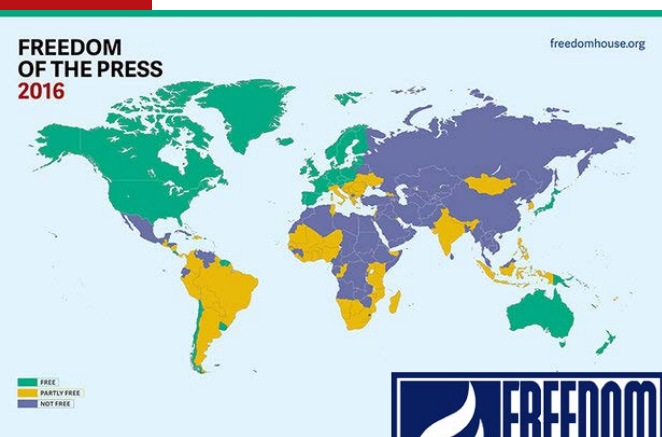 FREEDOM
OF THE PRESS
2016
freedomhouse.org
FREE
PARTLY FREE
NOT FREE
FREEDOM